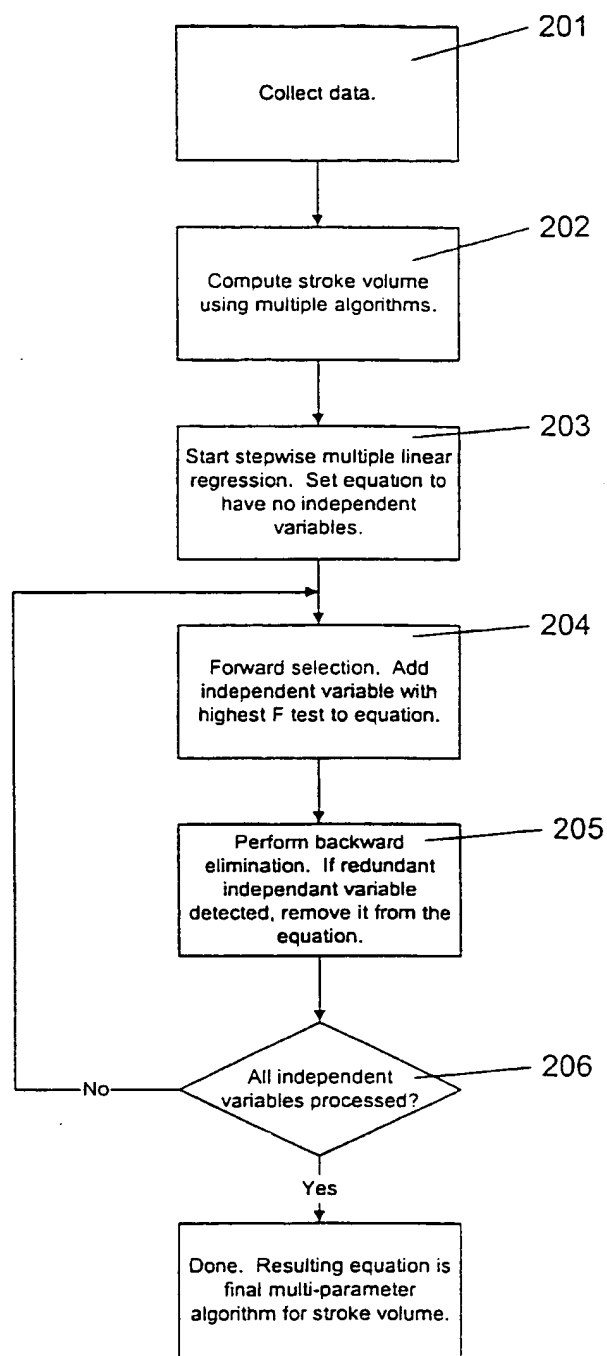 201
Collect data.
202
Compute stroke volume
using multiple algorithms.
203
Start stepwise multiple linear
regression. Set equation to
have no independent
variables.
204
Forward selection. Add
independent variable with
highest F test to equation.
205
Perform backward
elimination. If redundant
independant variable
detected, remove it from the
equation.
206
All independent
variables processed?
No
Yes
Done. Resulting equation is
final multi-parameter
algorithm for stroke volume.